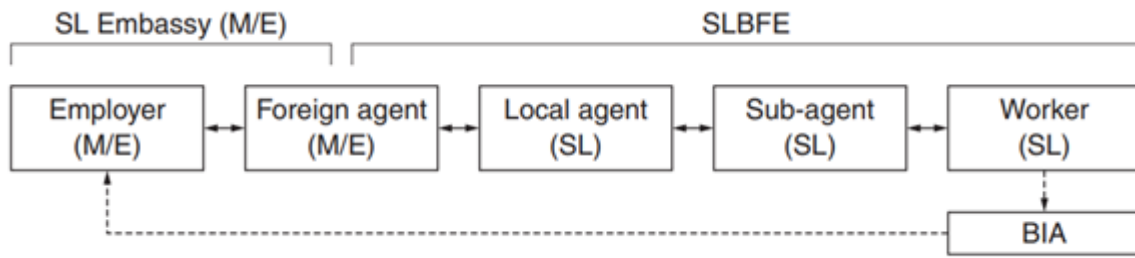 SL Embassy (M/E)
SLBFE
Employer
(M/E)
Foreign agent
(M/E)
Local agent
(SL)
Sub-agent
(SL)
Worker
(SL)
BIA